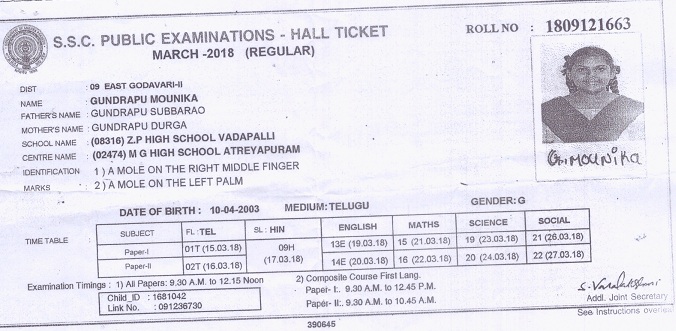 S.S.C. PUBLIC EXAMINATIONS - HALL TICKET
ROLL NO : 1809121663
MARCH -2018 (REGULAR)
DIST : 09 EAST GODAVARI-II
NAME : GUNDRAPU MOUNIKA
FATHER'S NAME : GUNDRAPU SUBBARAO
MOTHER'S NAME : GUNDRAPU DURGA
SCHOOL NAME : (08316) Z.P HIGH SCHOOL VADAPALLI
CENTRE NAME : (02474) M G HIGH SCHOOL ATREYAPURAM
IDENTIFICATION 1 ) A MOLE ON THE RIGHT MIDDLE FINGER
MARKS 2 ) A MOLE ON THE LEFT PALM
G.MOUNIKA
DATE OF BIRTH : 10-04-2003 MEDIUM:TELUGU GENDER:G
TIME TABLE :
SUBJECT FL: TEL SL: HIN ENGLISH MATHS SCIENCE SOCIAL
Paper-I 01T (15.03.18) 09H (17.03.18) 13E (19.03.18) 15 (21.03.18) 19 (23.03.18) 21 (26.03.18)
Paper-II 02T (16.03.18) 14E (20.03.18) 16 (22.03.18) 20 (24.03.18) 22 (27.03.18)
Examination Timings : 1) All Papers: 9.30 A.M. to 12.15 Noon
2) Composite Course First Lang.
Paper- I:. 9.30 A.M. to 12.45 P.M.
Paper- II:. 9.30 A.M. to 10.45 A.M.
Child_ID : 1681042
Link No. : 091236730
Addl. Joint Secretary
See Instructions
390645